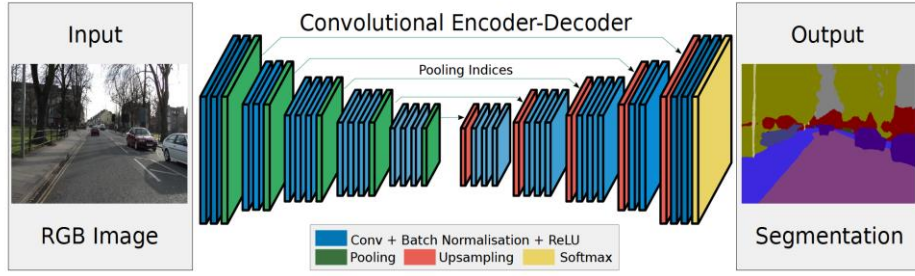 Input
RGB Image
Convolutional Encoder-Decoder
Pooling Indices
Conv + Batch Normalisation + ReLU
Pooling Upsampling Softmax
Output
Segmentation